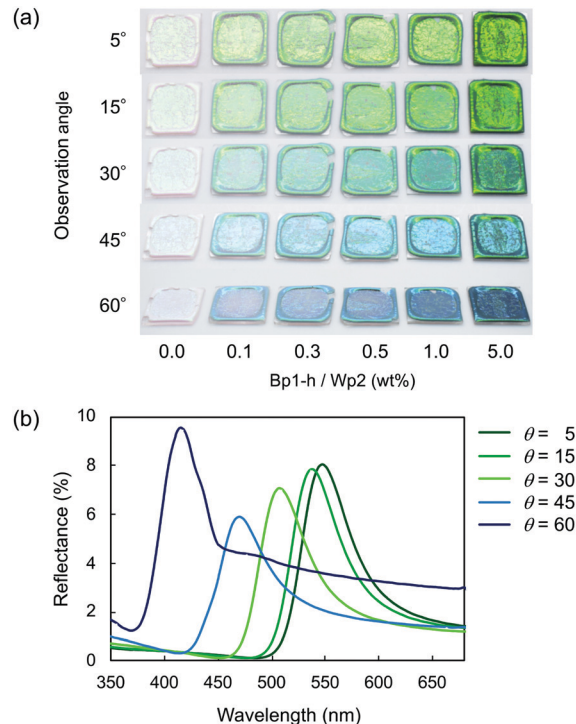 (a)
Observation angle
5°
15°
30°
45°
60°
0.0 0.1 0.3 0.5 1.0 5.0
Bp1-h / Wp2 (wt%)
(b)
Reflectance (%)
10
8
6
4
2
0
350 400 450 500 550 600 650
Wavelength (nm)
θ = 5
θ = 15
θ = 30
θ = 45
θ = 60